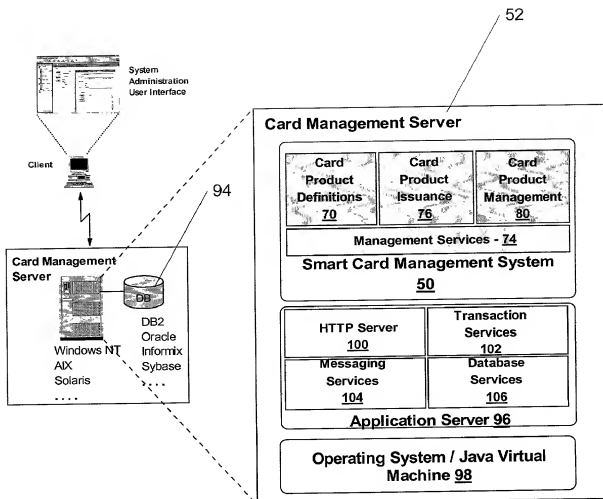 52
System
Administration
User Interface
Client
94
Card Management
Server
DB
Windows NT
AIX
Solaris
. . . .
DB2
Oracle
Informix
Sybase
. . . .
Card Management Server
Card
Product
Definitions
70
Card
Product
Issuance
76
Card
Product
Management
80
Management Services - 74
Smart Card Management System
50
HTTP Server
100
Transaction
Services
102
Messaging
Services
104
Database
Services
106
Application Server 96
Operating System / Java Virtual
Machine 98